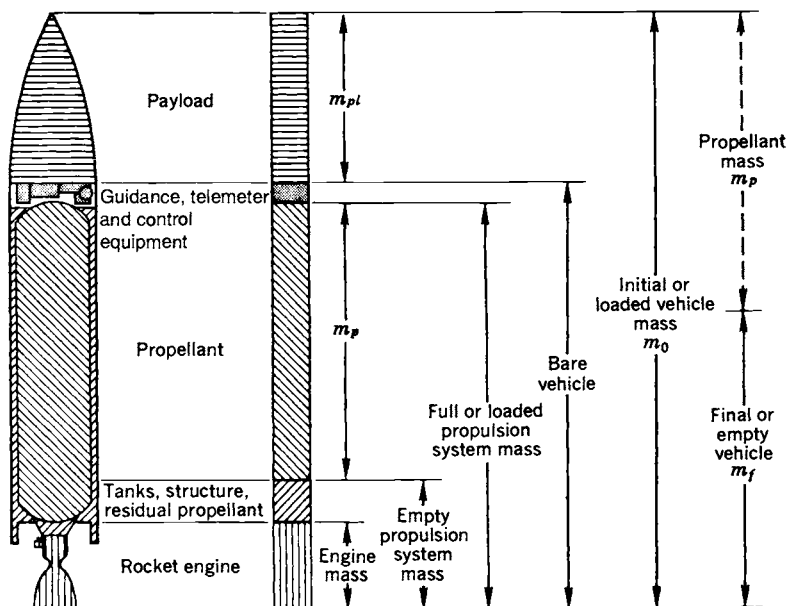 Payload
Guidance, telemeter
and control
equipment
Propellant
Tanks, structure,
residual propellant
Rocket engine
m_pl
m_p
Engine
mass
Empty
propulsion
system
mass
Full or loaded
propulsion
system mass
Bare
vehicle
Initial or
loaded vehicle
mass
m_0
Propellant
mass
m_p
Final or
empty
vehicle
m_f